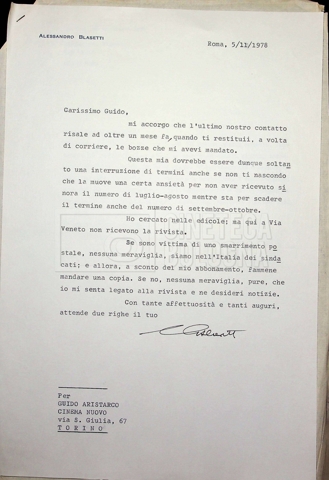 ALESSANDRO BLASETTI
Roma, 5/11/1978
Carissimo Guido,
mi accorgo che l'ultimo nostro contatto
risale ad oltre un mese fa, quando ti restituii, a volta
di corriere, le bozze che mi avevi mandato.
Questa mia dovrebbe essere dunque soltan
to una interruzione di termini anche se non ti nascondo
che la muove una certa ansietà per non aver ricevuto si
nora il numero di luglio-agosto mentre sta per scadere
il termine anche del numero di settembre-ottobre.
Ho cercato nelle edicole: ma qui a Via
Veneto non ricevono la rivista.
Se sono vittima di uno smarrimento po
stale, nessuna meraviglia, siamo nell'Italia dei sinda
cati; e allora, a sconto del mio abbonamento, fammene
mandare una copia. Se no, nessuna meraviglia, pure, che
io mi senta legato alla rivista e ne desideri notizie.
Con tante affettuosità e tanti auguri,
attende due righe il tuo
Per
GUIDO ARISTARCO
CINEMA NUOVO
via S. Giulia, 67
TORINO